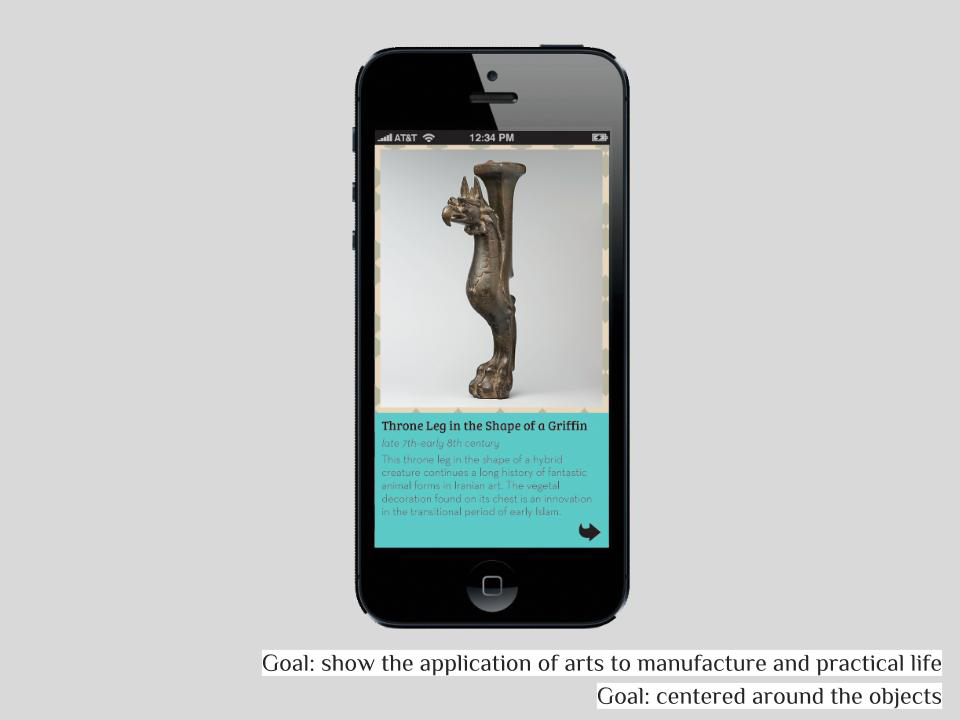 AT&T 12:34 PM
Throne Leg in the Shape of a Griffin
late 7th-early 8th century
This throne leg in the shape of a hybrid
creature continues a long history of fantastic
animal forms in Iranian art. The vegetal
decoration found on its chest is an innovation
in the transitional period of early Islam.
Goal: show the application of arts to manufacture and practical life
Goal: centered around the objects